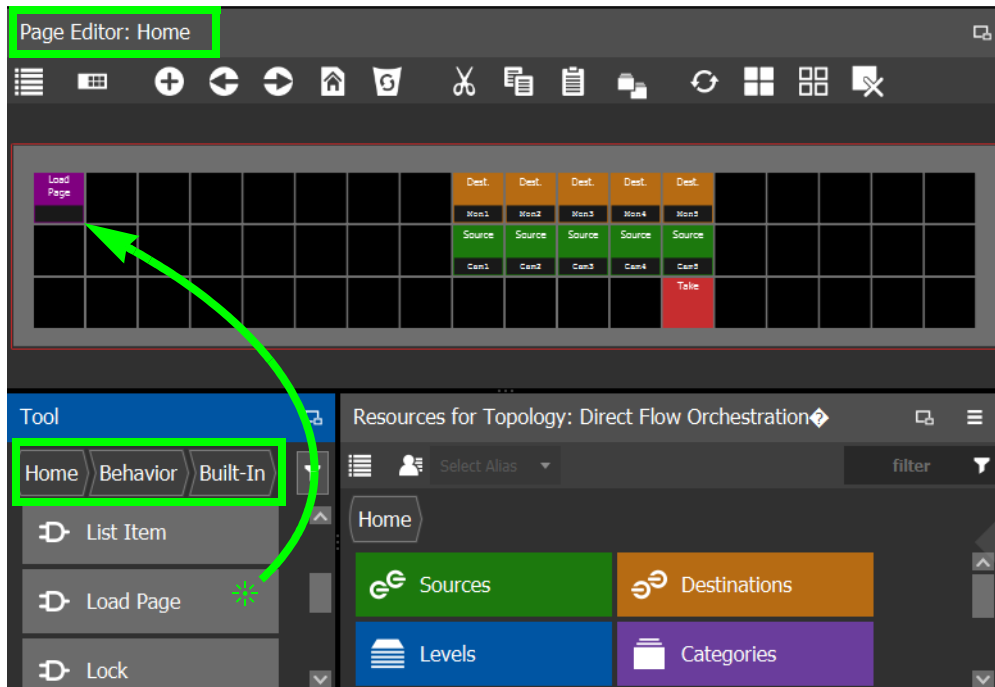 Page Editor: Home
Load Page
Dest. Dest. Dest. Dest. Dest.
Mon1 Mon2 Mon3 Mon4 Mon5
Source Source Source Source Source
Cam1 Cam2 Cam3 Cam4 Cam5
Take
Tool
Home Behavior Built-In
List Item
Load Page
Lock
Resources for Topology: Direct Flow Orchestration�
Select Alias filter
Home
Sources Destinations
Levels Categories